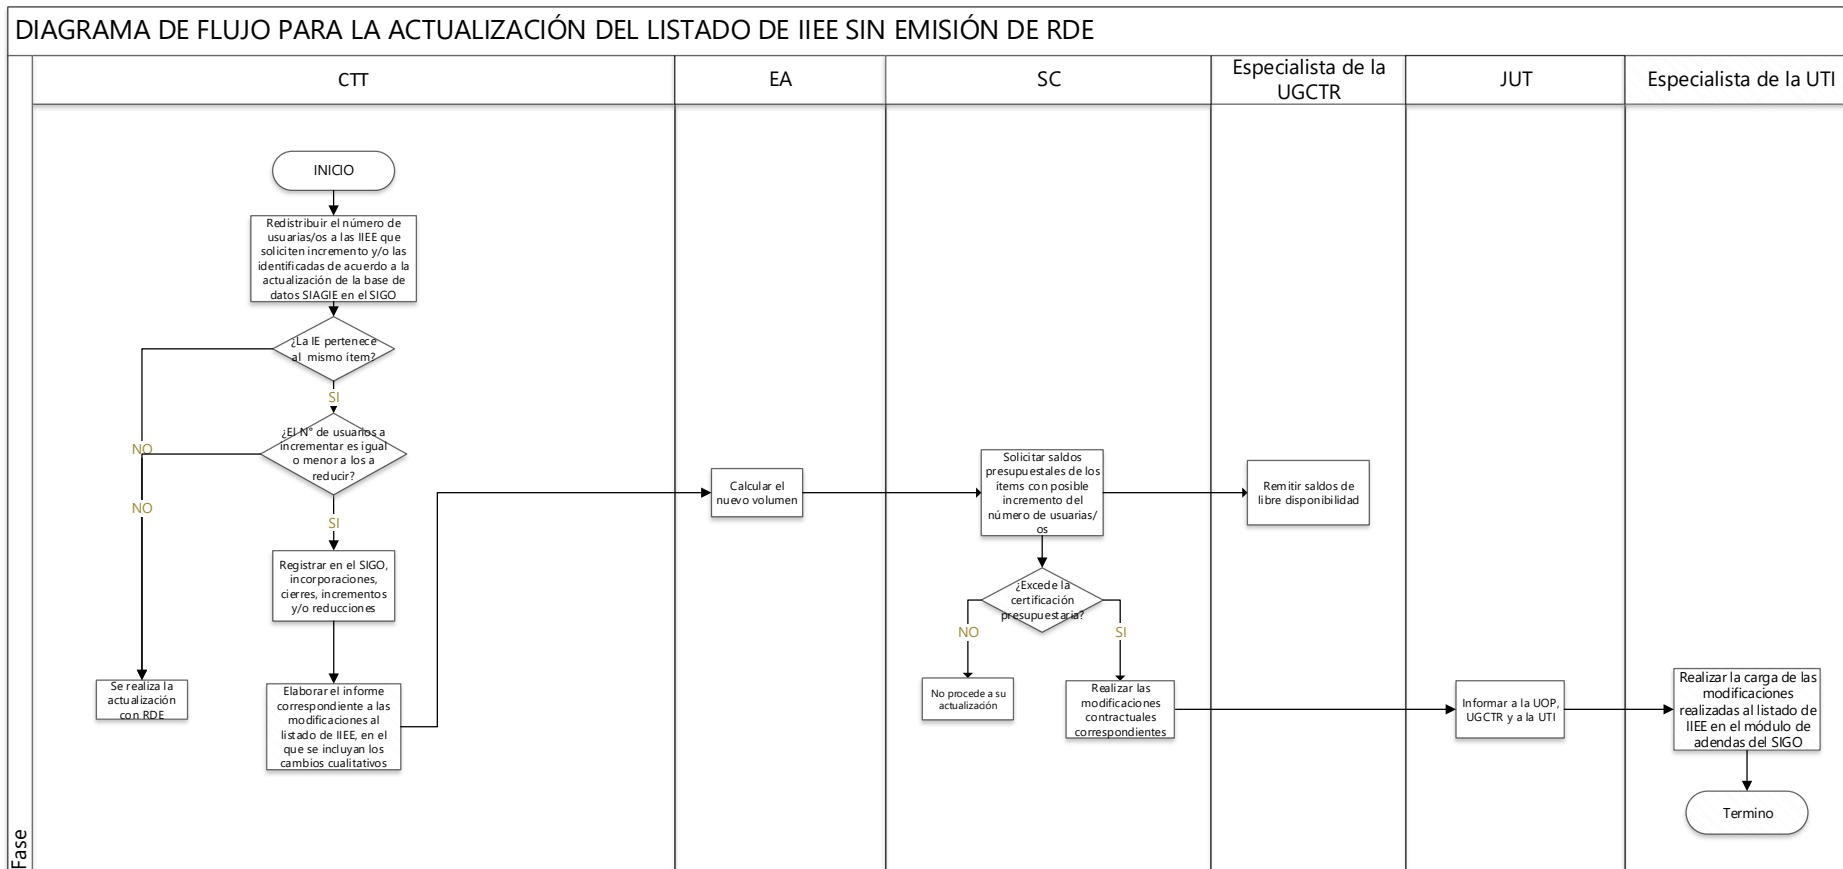 DIAGRAMA DE FLUJO PARA LA ACTUALIZACIÓN DEL LISTADO DE IIEE SIN EMISIÓN DE RDE
CTT
EA
SC
Especialista de la
UGCTR
JUT
Especialista de la UTI
Fase
INICIO
Redistribuir el número de
usuarias/os a las IIEE que
soliciten incremento y/o las
identificadas de acuerdo a la
actualización de la base de
datos SIAGIE en el SIGO
¿La IE pertenece
al mismo ítem?
SI
NO
¿El N° de usuarios a
incrementar es igual
o menor a los a
reducir?
NO
SI
Registrar en el SIGO,
incorporaciones,
cierres, incrementos
y/o reducciones
Se realiza la
actualización
con RDE
Elaborar el informe
correspondiente a las
modificaciones al
listado de IIEE, en el
que se incluyan los
cambios cualitativos
Calcular el
nuevo volumen
Solicitar saldos
presupuestales de los
ítems con posible
incremento del
número de usuarias/
os
Remitir saldos de
libre disponibilidad
¿Excede la
certificación
presupuestaria?
NO
SI
No procede a su
actualización
Realizar las
modificaciones
contractuales
correspondientes
Informar a la UOP,
UGCTR y a la UTI
Realizar la carga de las
modificaciones
realizadas al listado de
IIEE en el módulo de
adendas del SIGO
Termino